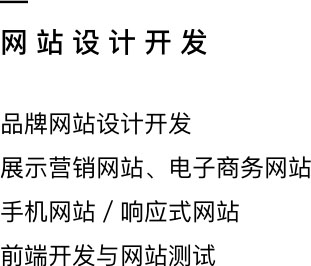 网站设计开发
品牌网站设计开发
展示营销网站、电子商务网站
手机网站 / 响应式网站
前端开发与网站测试